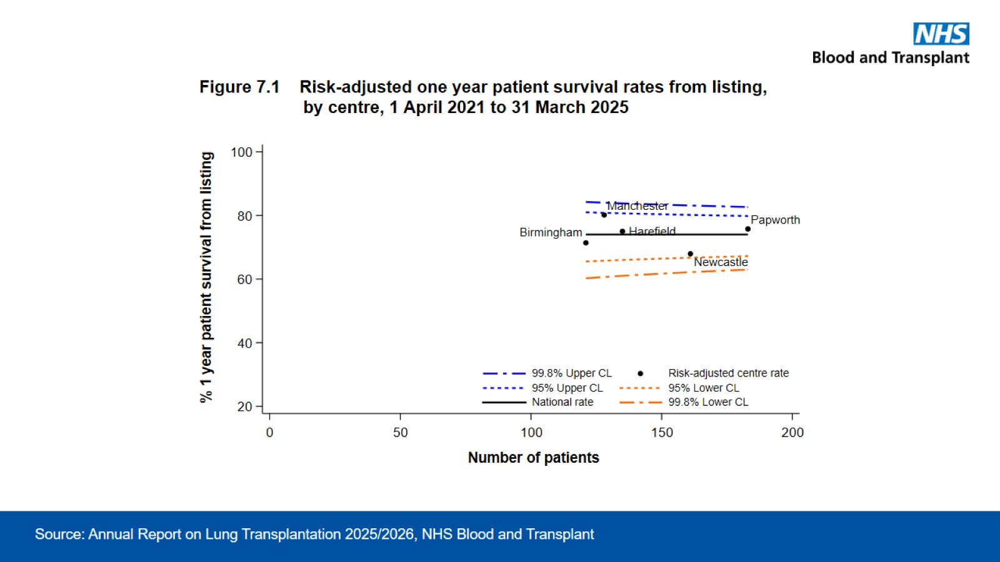 NHS
Blood and Transplant
Figure 7.1 Risk-adjusted one year patient survival rates from listing,
by centre, 1 April 2021 to 31 March 2025
% 1 year patient survival from listing
100
80
60
40
20
Manchester
Papworth
Birmingham
Harefield
Newcastle
99.8% Upper CL
Risk-adjusted centre rate
95% Upper CL
95% Lower CL
National rate
99.8% Lower CL
0 50 100 150 200
Number of patients
Source: Annual Report on Lung Transplantation 2025/2026, NHS Blood and Transplant